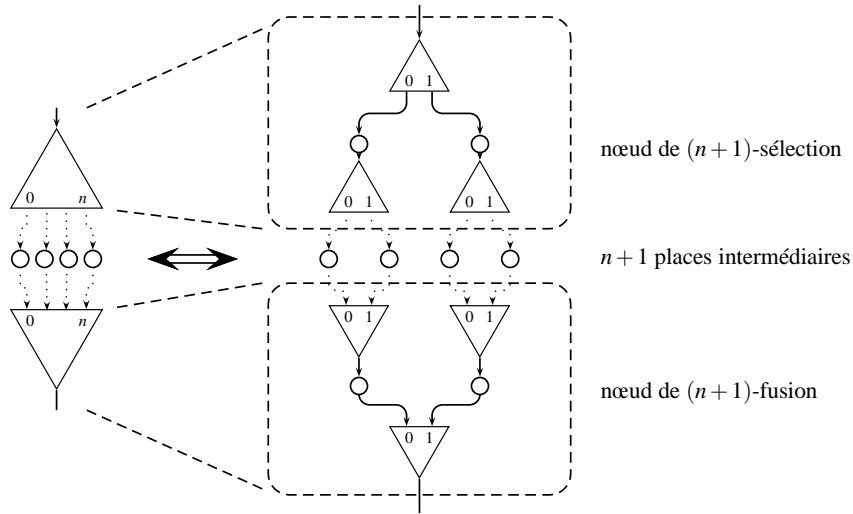 0 1
nœud de (n+1)-sélection
0 n
0 1 0 1
n+1 places intermédiaires
0 n
0 1 0 1
nœud de (n+1)-fusion
0 1